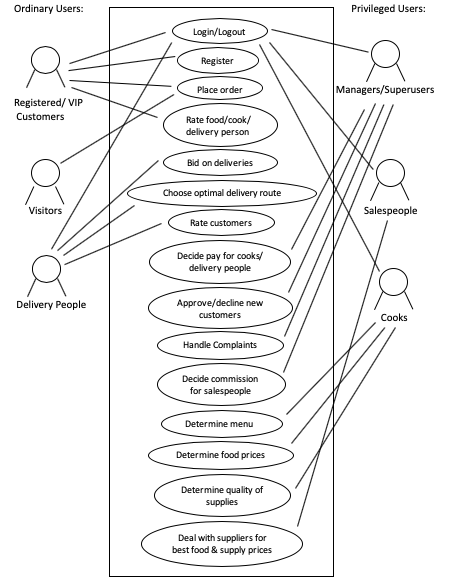 Ordinary Users:
Privileged Users:
Login/Logout
Register
Place order
Rate food/cook/
delivery person
Bid on deliveries
Choose optimal delivery route
Rate customers
Decide pay for cooks/
delivery people
Approve/decline new
customers
Handle Complaints
Decide commission
for salespeople
Determine menu
Determine food prices
Determine quality of
supplies
Deal with suppliers for
best food & supply prices
Registered/ VIP
Customers
Visitors
Delivery People
Managers/Superusers
Salespeople
Cooks